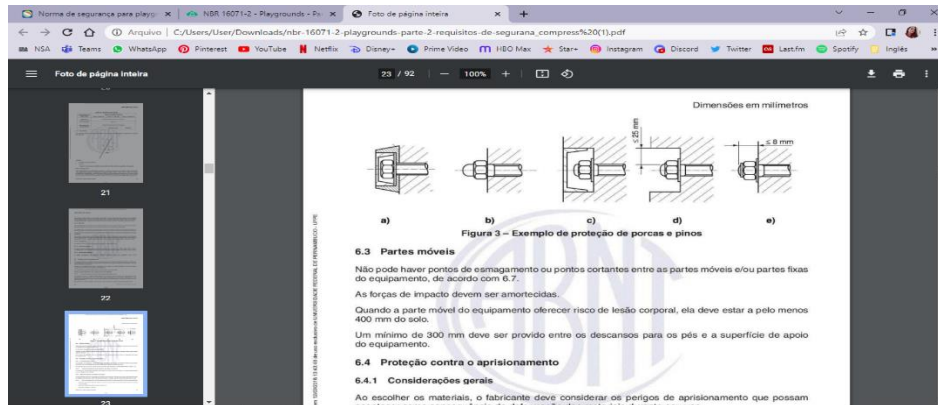 Norma de segurança para playgr
NBR 16071-2 - Playgrounds - Pa
Foto de página inteira
Arquivo | C:/Users/User/Downloads/nbr-16071-2-playgrounds-parte-2-requisitos-de-segurana_compress%20(1).pdf
NSA Teams WhatsApp Pinterest YouTube Netflix Disney+ Prime Video HBO Max Star+ Instagram Discord Twitter Last.fm Spotify Inglês »
Foto de página inteira
23 / 92 | − 100% +
21
22
23
Dimensões em milímetros
≤ 25 mm
≤ 8 mm
a) b) c) d) e)
Figura 3 – Exemplo de proteção de porcas e pinos
6.3 Partes móveis
Não pode haver pontos de esmagamento ou pontos cortantes entre as partes móveis e/ou partes fixas
do equipamento, de acordo com 6.7.
As forças de impacto devem ser amortecidas.
Quando a parte móvel do equipamento oferecer risco de lesão corporal, ela deve estar a pelo menos
400 mm do solo.
Um mínimo de 300 mm deve ser provido entre os descansos para os pés e a superfície de apoio
do equipamento.
6.4 Proteção contra o aprisionamento
6.4.1 Considerações gerais
Ao escolher os materiais, o fabricante deve considerar os perigos de aprisionamento que possam
ABNT